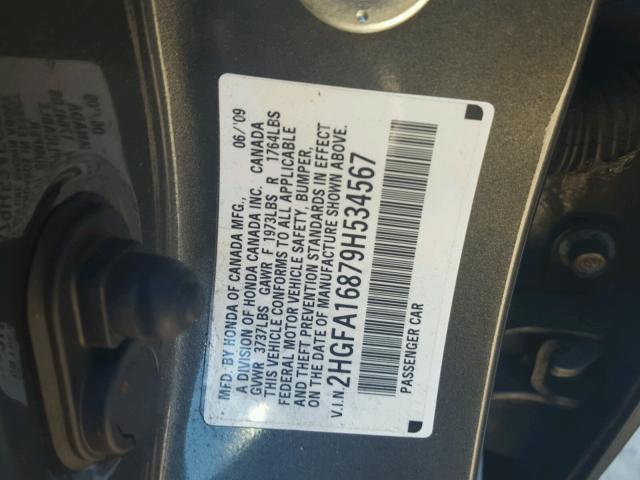 MFD. BY HONDA OF CANADA MFG., 06/09
A DIVISION OF HONDA CANADA INC. CANADA
GVWR 3737LBS GAWR F 1973LBS R 1764LBS
THIS VEHICLE CONFORMS TO ALL APPLICABLE
FEDERAL MOTOR VEHICLE SAFETY, BUMPER,
AND THEFT PREVENTION STANDARDS IN EFFECT
ON THE DATE OF MANUFACTURE SHOWN ABOVE.
V.I.N. 2HGFA16879H534567
PASSENGER CAR